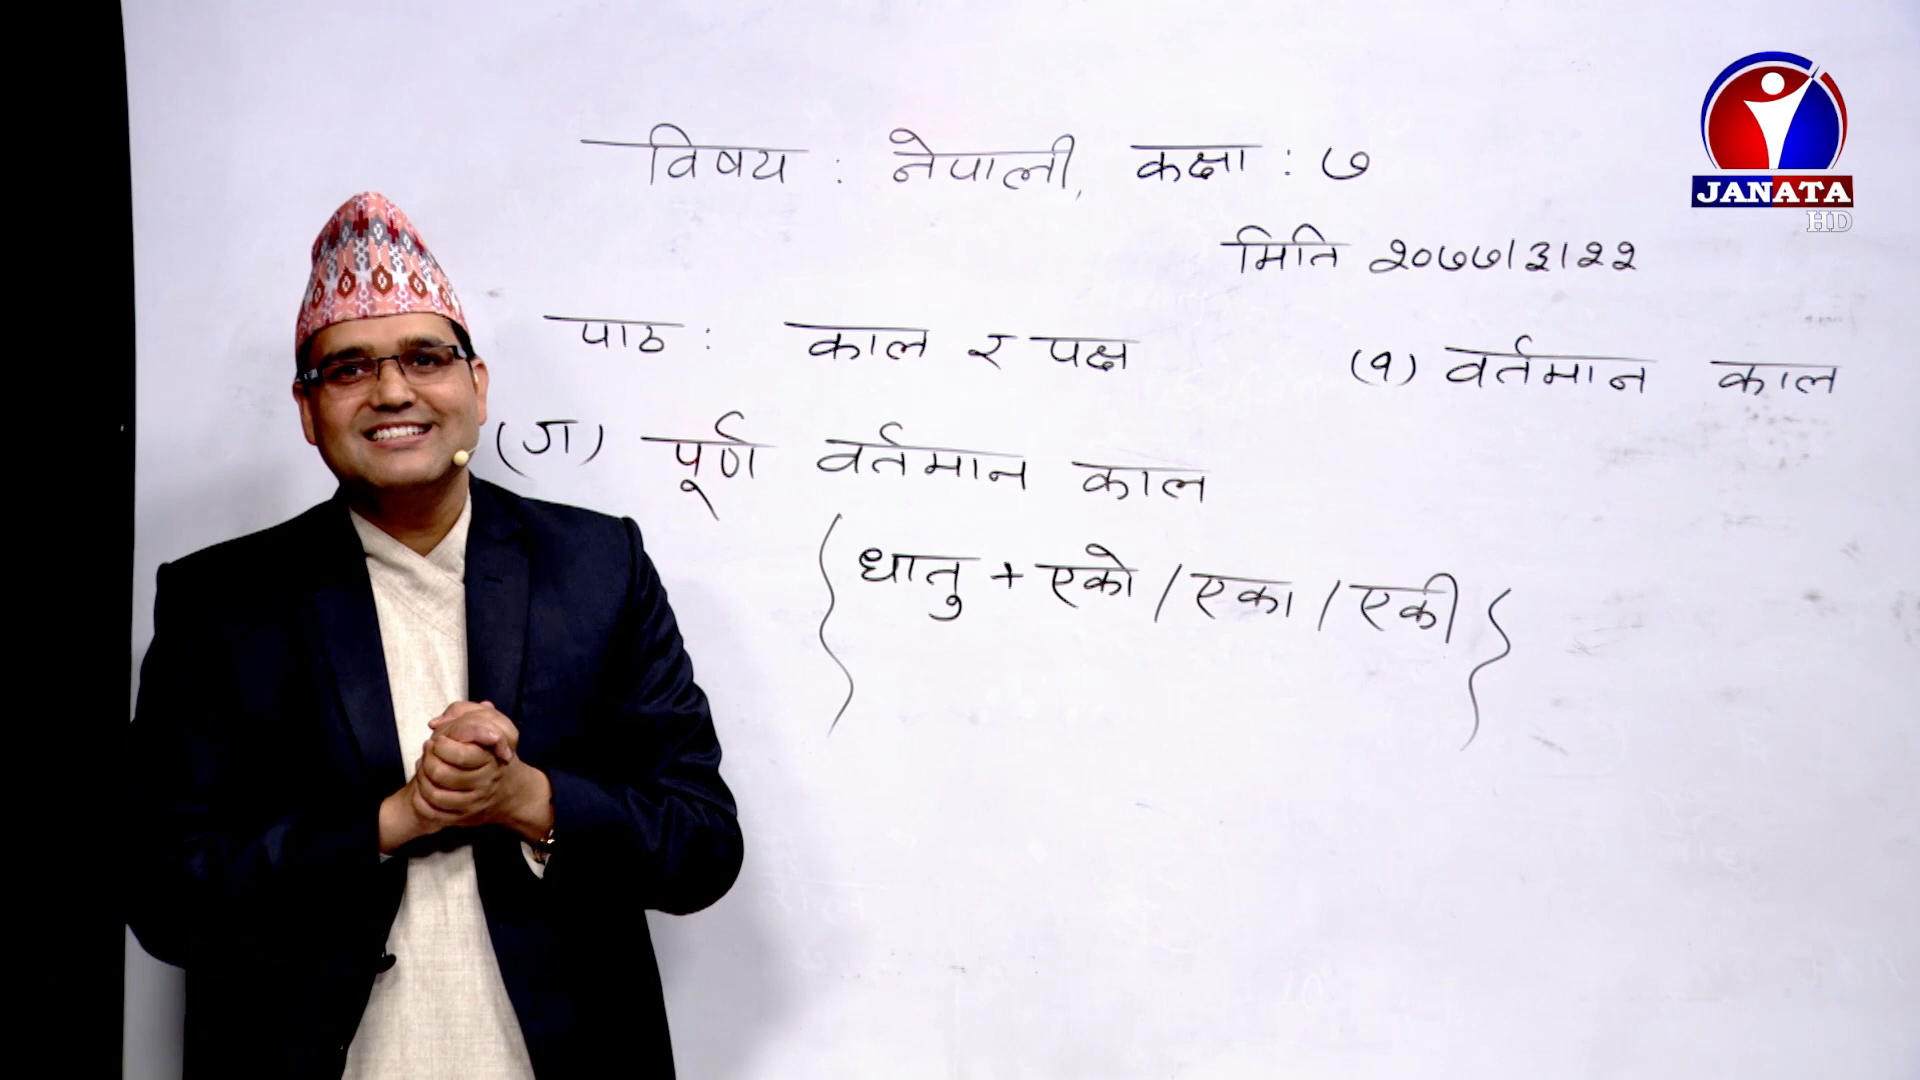 JANATA
HD
विषय : नेपाली, कक्षा : ७
मिति २०७७/३/२२
पाठ : काल र पक्ष (१) वर्तमान काल
(ज) पूर्ण वर्तमान काल
{धातु + एको / एका / एकी}